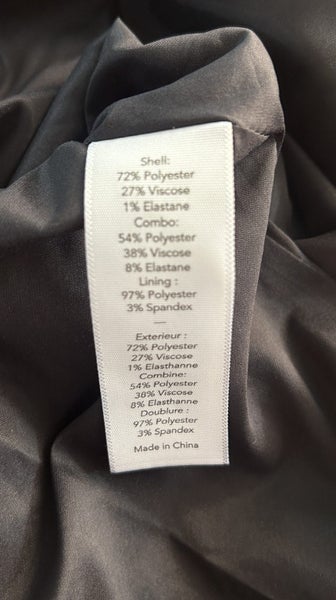 Shell:
72% Polyester
27% Viscose
1% Elastane
Combo:
54% Polyester
38% Viscose
8% Elastane
Lining :
97% Polyester
3% Spandex
—
Exterieur :
72% Polyester
27% Viscose
1% Elasthanne
Combine:
54% Polyester
38% Viscose
8% Elasthanne
Doublure :
97% Polyester
3% Spandex
Made in China